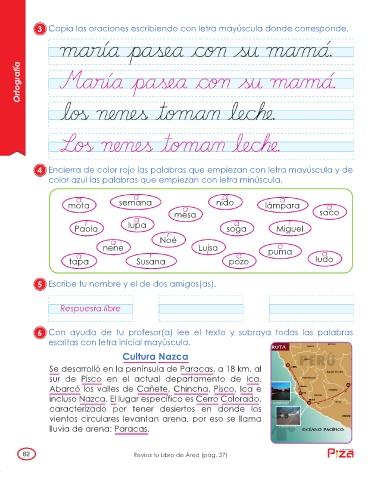 Ortografía
3 Copia las oraciones escribiendo con letra mayúscula donde corresponde.
maría pasea con su mamá.
María pasea con su mamá.
los nenes toman leche.
Los nenes toman leche.
4 Encierra de color rojo las palabras que empiezan con letra mayúscula y de
color azul las palabras que empiezan con letra minúscula.
mota semana nido lámpara
mesa saco
Paola lupa soga Miguel
nene Noé Luisa puma
tapa Susana pozo ludo
5 Escribe tu nombre y el de dos amigos(as).
Respuesta libre
6 Con ayuda de tu profesor(a) lee el texto y subraya todas las palabras
escritas con letra inicial mayúscula.
Cultura Nazca
Se desarrolló en la península de Paracas, a 18 km. al
sur de Pisco en el actual departamento de Ica.
Abarcó los valles de Cañete, Chincha, Pisco, Ica e
incluso Nazca. El lugar específico es Cerro Colorado,
caracterizado por tener desiertos en donde los
vientos circulares levantan arena, por eso se llama
lluvia de arena: Paracas.
RUTA
PERÚ
OCÉANO PACÍFICO
62
Revisa tu Libro de Área (pág. 37)